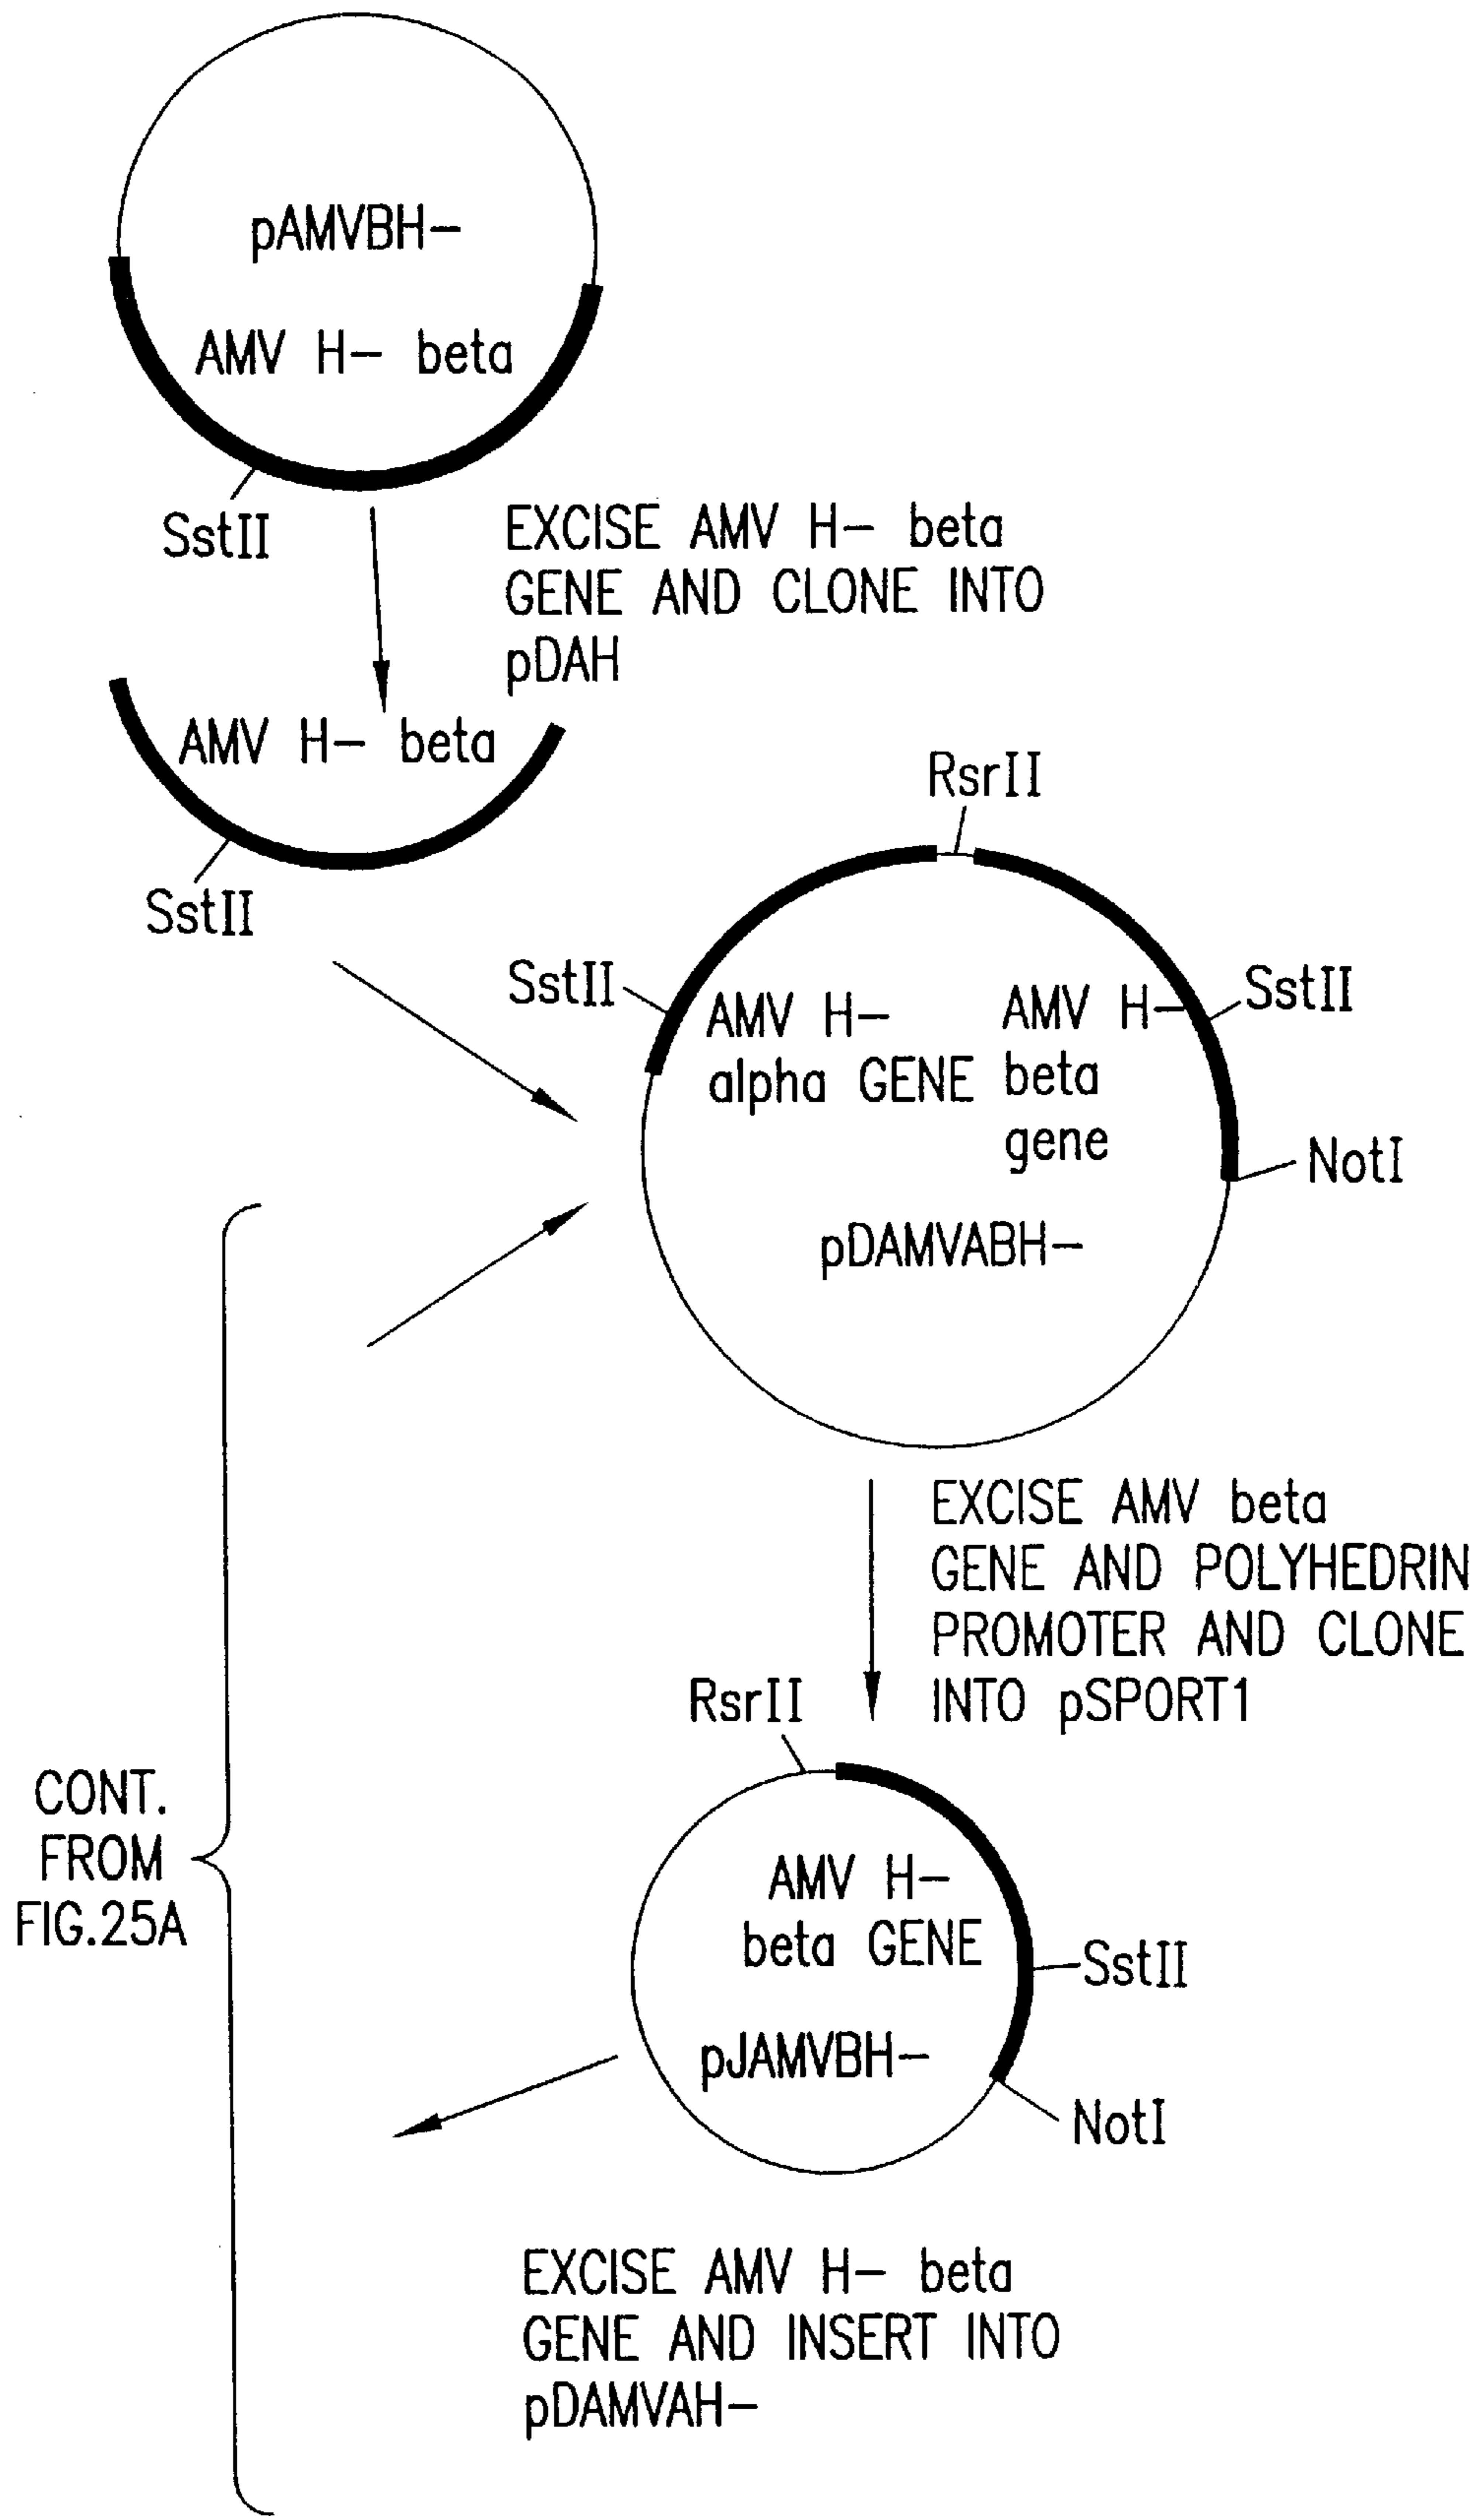 pAMVBH–
AMV H– beta
SstII
EXCISE AMV H– beta
GENE AND CLONE INTO
pDAH
AMV H– beta
SstII
RsrII
SstII
AMV H–
alpha GENE
AMV H–
beta
gene
SstII
NotI
pDAMVABH–
EXCISE AMV beta
GENE AND POLYHEDRIN
PROMOTER AND CLONE
INTO pSPORT1
RsrII
CONT.
FROM
FIG.25A
AMV H–
beta GENE
SstII
pJAMVBH–
NotI
EXCISE AMV H– beta
GENE AND INSERT INTO
pDAMVAH–